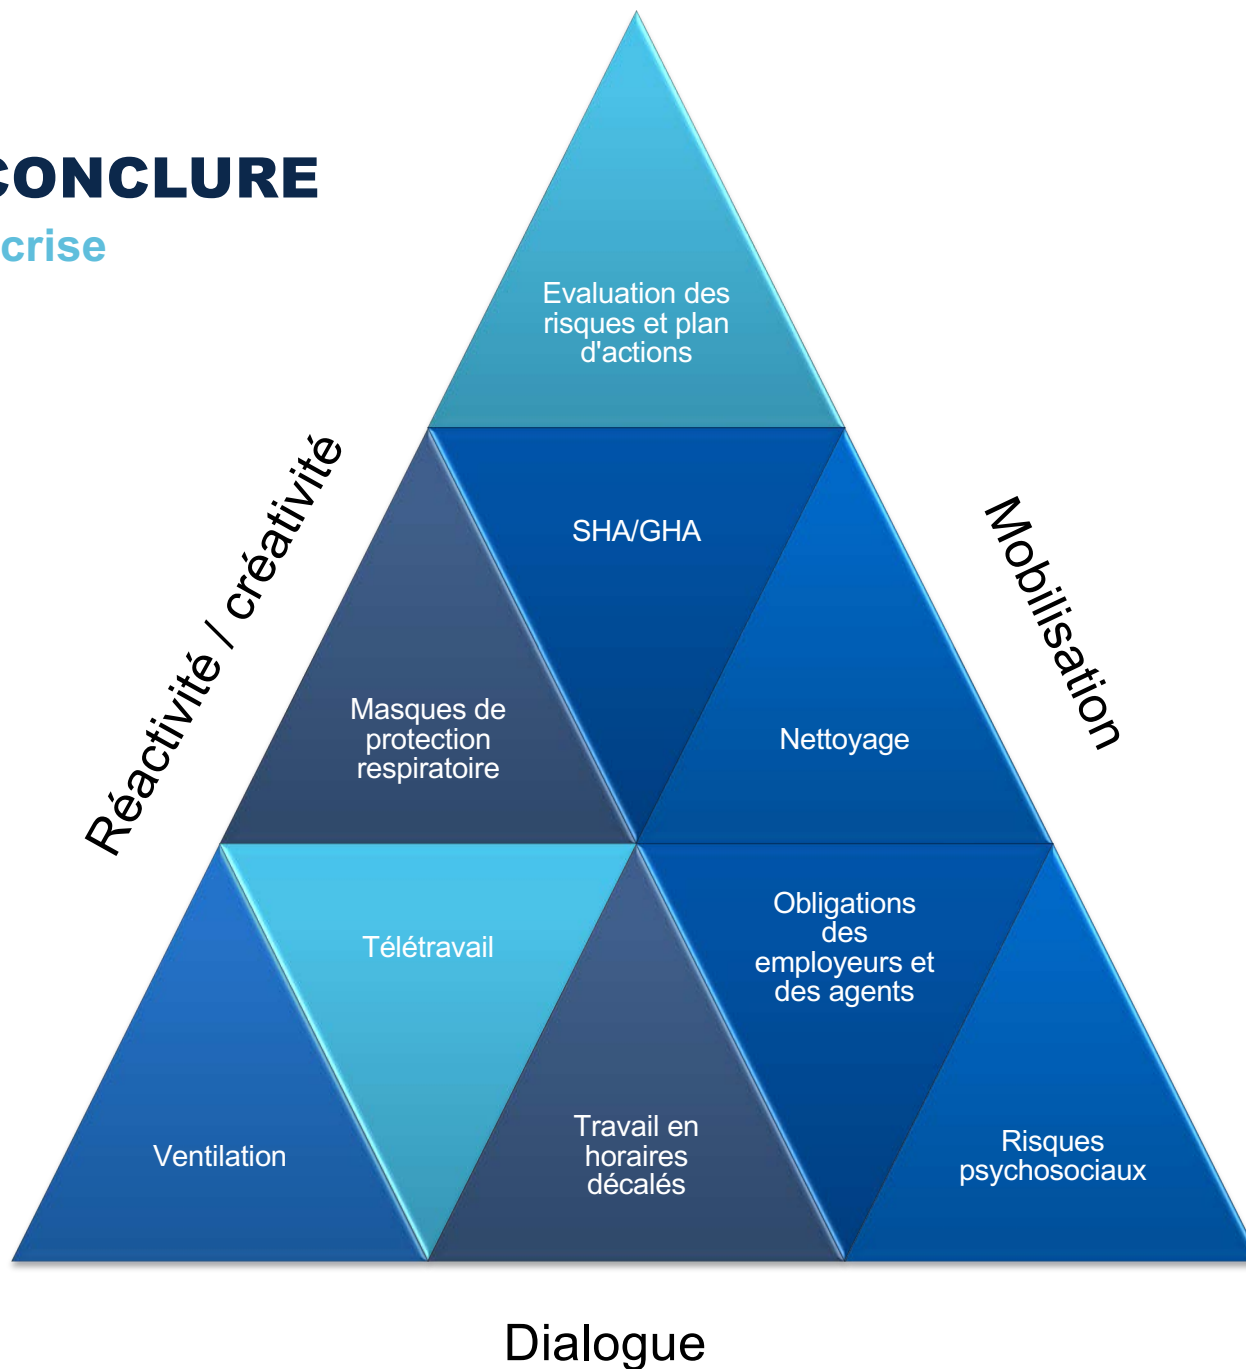 CONCLURE
crise
Evaluation des
risques et plan
d'actions
Réactivité / créativité
Mobilisation
SHA/GHA
Masques de
protection
respiratoire
Nettoyage
Ventilation
Télétravail
Travail en
horaires
décalés
Obligations
des
employeurs et
des agents
Risques
psychosociaux
Dialogue